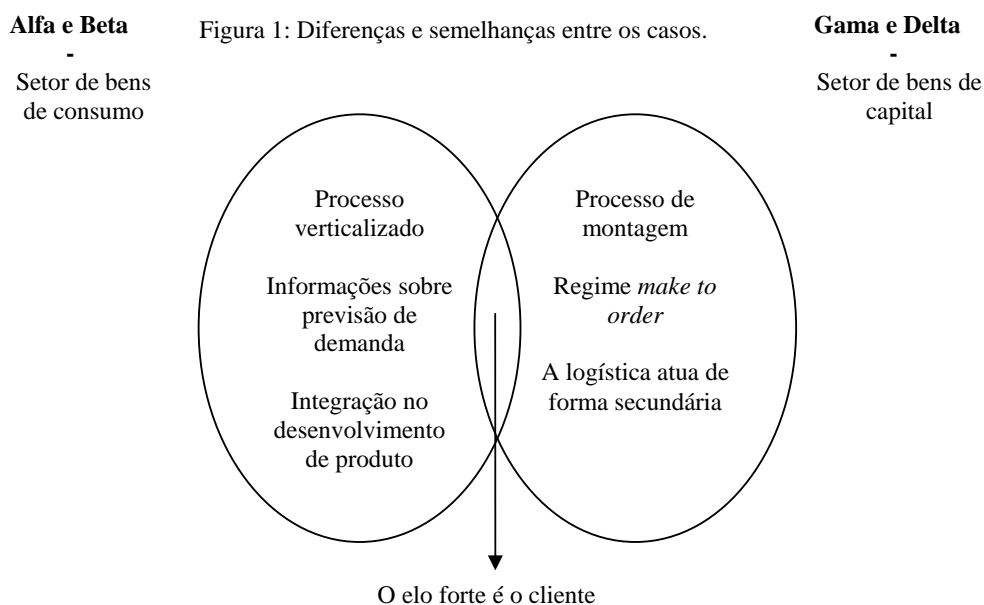 Figura 1: Diferenças e semelhanças entre os casos.
Alfa e Beta
-
Setor de bens
de consumo
Gama e Delta
-
Setor de bens de
capital
Processo
verticalizado
Informações sobre
previsão de
demanda
Integração no
desenvolvimento
de produto
Processo de
montagem
Regime make to
order
A logística atua de
forma secundária
O elo forte é o cliente